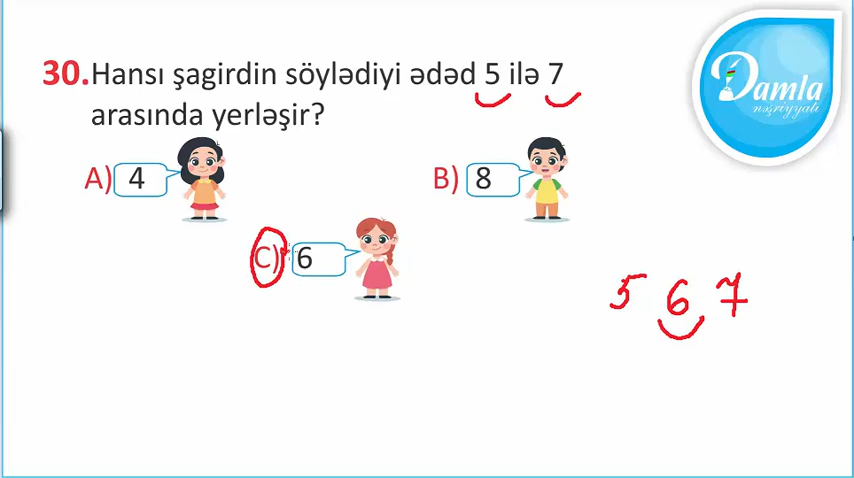 30. Hansı şagirdin söylədiyi ədəd 5 ilə 7
arasında yerləşir?
A) 4
B) 8
C) 6
5 6 7
Damla
nəşriyyatı